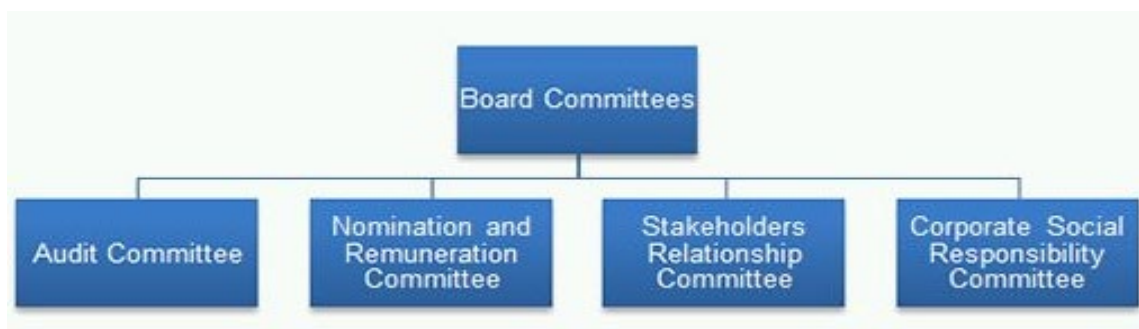 Board Committees
Audit Committee
Nomination and
Remuneration
Committee
Stakeholders
Relationship
Committee
Corporate Social
Responsibility
Committee